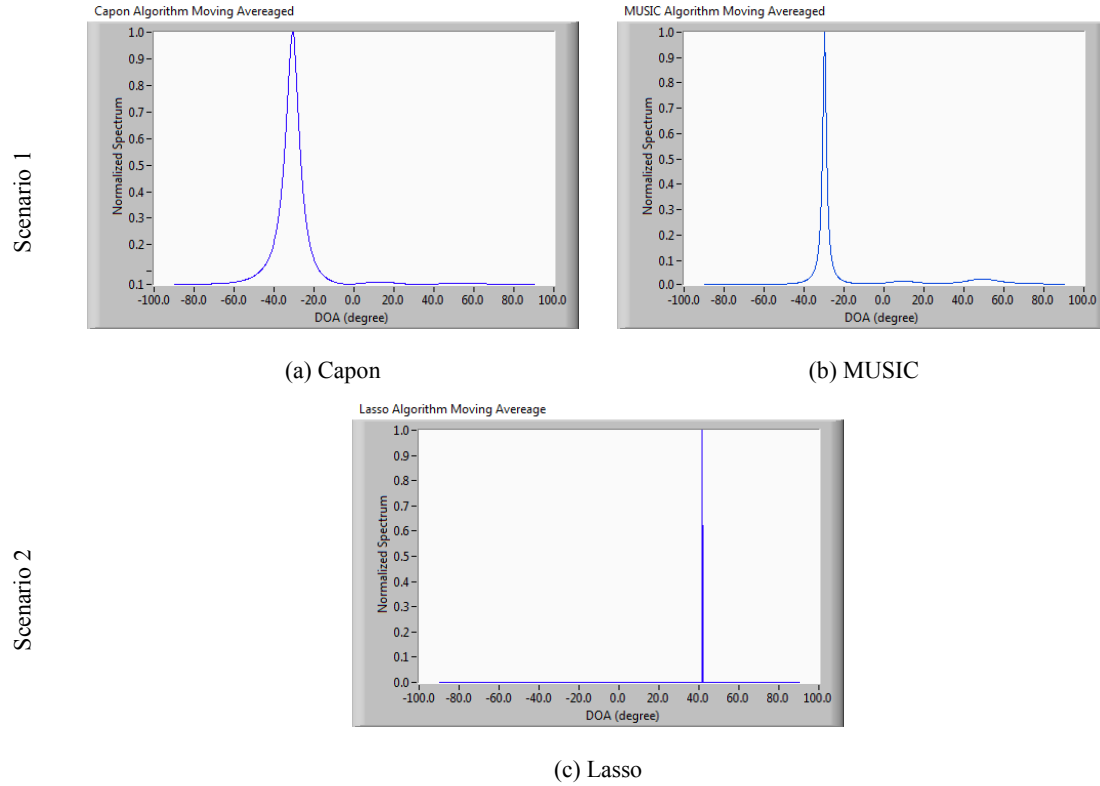 Scenario 1
Capon Algorithm Moving Avereaged
Normalized Spectrum
1.0
0.9
0.8
0.7
0.6
0.5
0.4
0.3
0.2
0.1
-100.0 -80.0 -60.0 -40.0 -20.0 0.0 20.0 40.0 60.0 80.0 100.0
DOA (degree)
(a) Capon
MUSIC Algorithm Moving Avereaged
Normalized Spectrum
1.0
0.9
0.8
0.7
0.6
0.5
0.4
0.3
0.2
0.1
0.0
-100.0 -80.0 -60.0 -40.0 -20.0 0.0 20.0 40.0 60.0 80.0 100.0
DOA (degree)
(b) MUSIC
Scenario 2
Lasso Algorithm Moving Avereage
Normalized Spectrum
1.0
0.9
0.8
0.7
0.6
0.5
0.4
0.3
0.2
0.1
0.0
-100.0 -80.0 -60.0 -40.0 -20.0 0.0 20.0 40.0 60.0 80.0 100.0
DOA (degree)
(c) Lasso